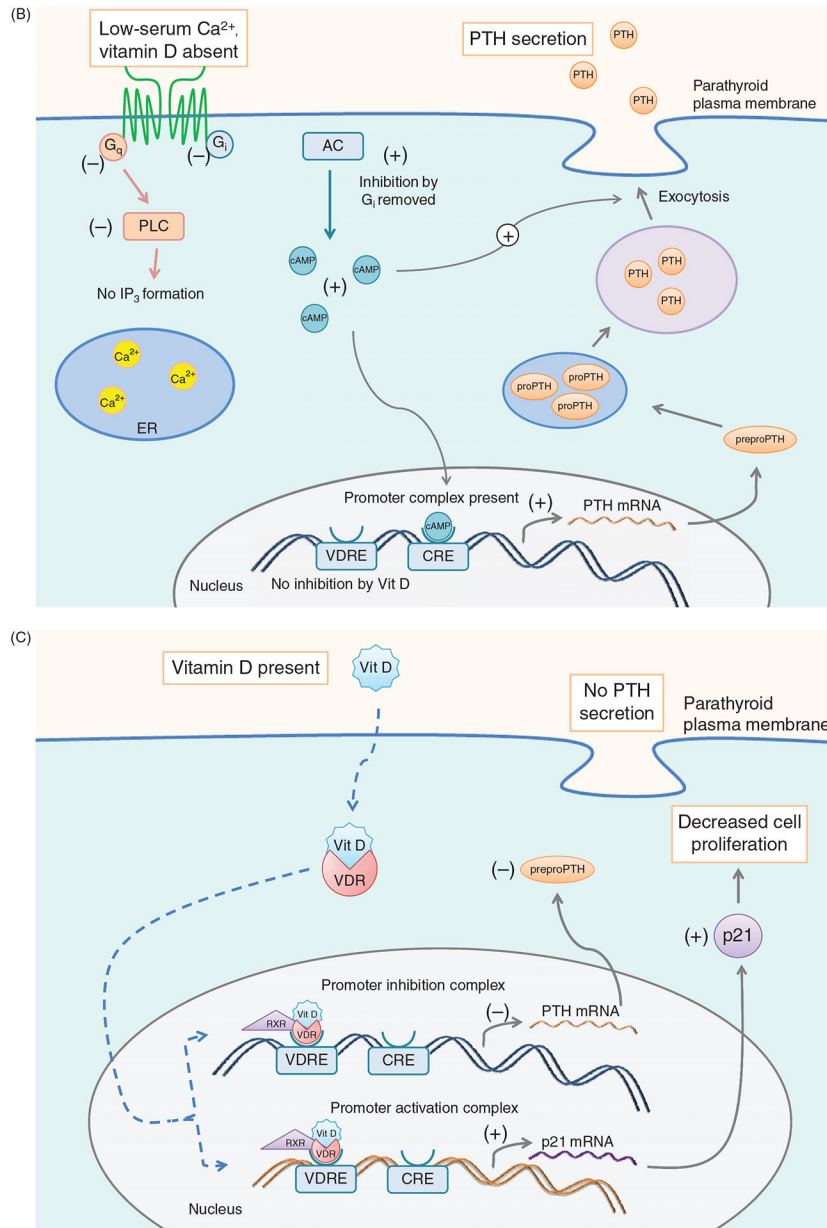 (B)
Low-serum Ca²⁺,
vitamin D absent
PTH secretion
PTH
PTH
PTH
Parathyroid
plasma membrane
Gq
(–)
(–)
Gi
AC
(+)
Inhibition by
Gi removed
(–)
PLC
Exocytosis
+
cAMP
cAMP
(+)
cAMP
PTH
PTH
PTH
No IP₃ formation
Ca²⁺
Ca²⁺
Ca²⁺
ER
proPTH
proPTH
proPTH
preproPTH
Promoter complex present
(+)
PTH mRNA
cAMP
VDRE
CRE
Nucleus
No inhibition by Vit D
(C)
Vitamin D present
Vit D
No PTH
secretion
Parathyroid
plasma membrane
Decreased cell
proliferation
Vit D
VDR
(–)
preproPTH
(+)
p21
Promoter inhibition complex
RXR
Vit D
VDR
(–)
PTH mRNA
VDRE
CRE
Promoter activation complex
RXR
Vit D
VDR
(+)
p21 mRNA
VDRE
CRE
Nucleus